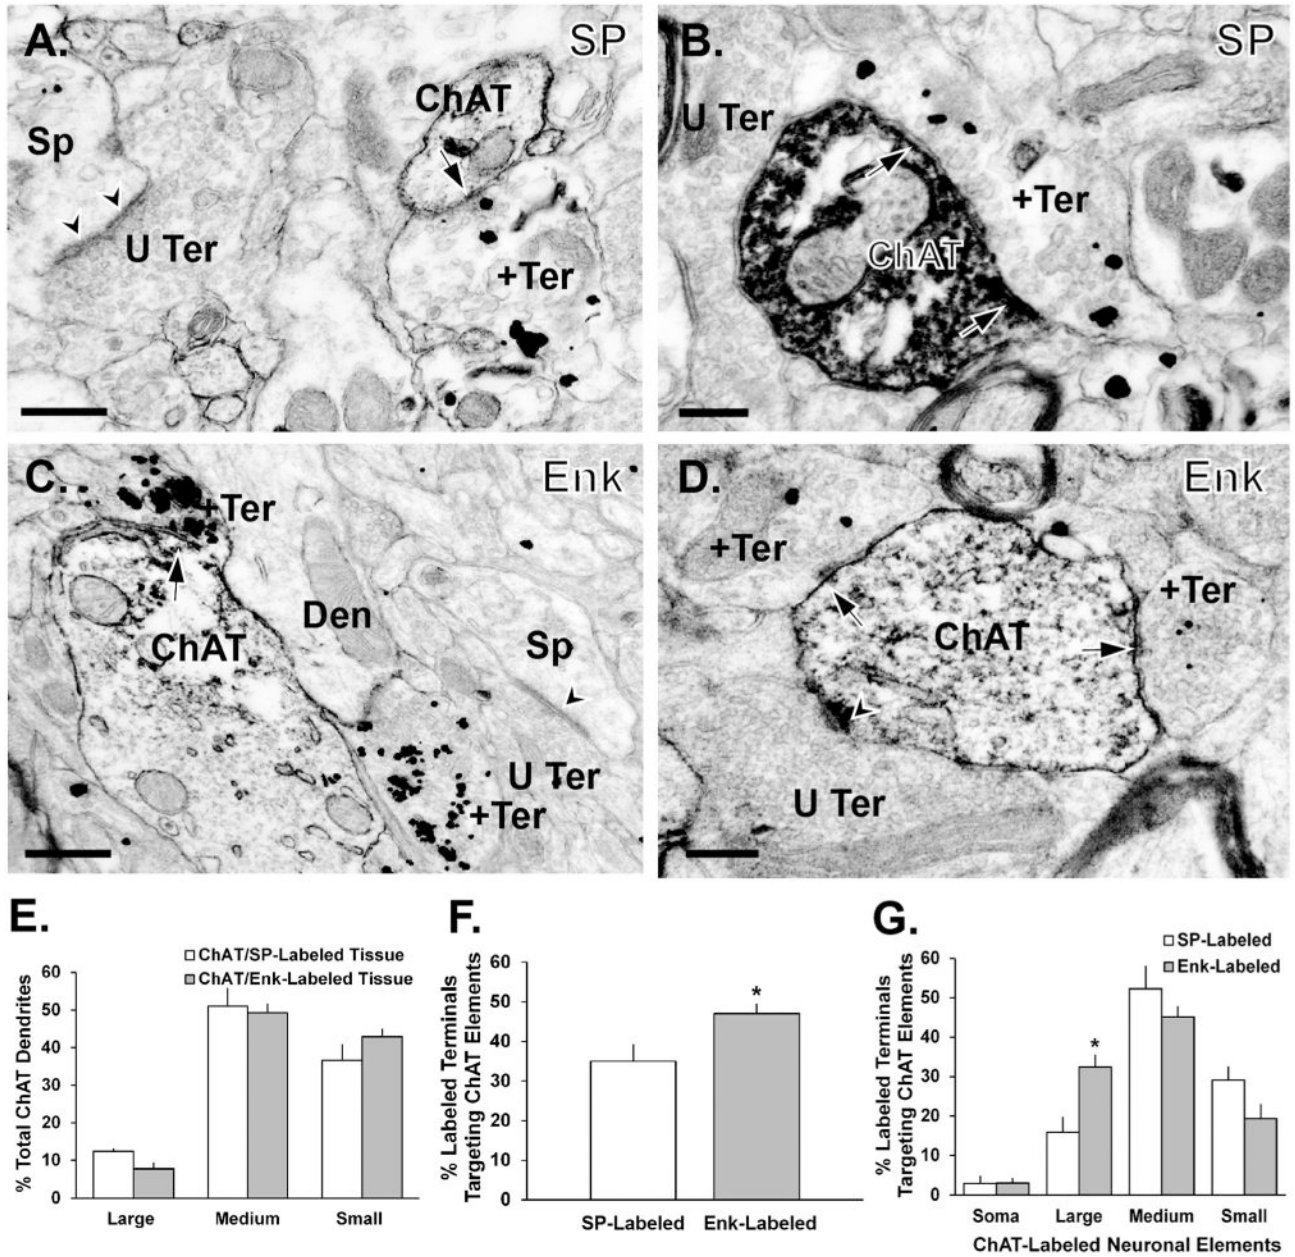 A.
SP
ChAT
Sp
U Ter
+Ter
B.
SP
U Ter
+Ter
ChAT
C.
Enk
+Ter
Den
ChAT
Sp
U Ter
+Ter
D.
Enk
+Ter
+Ter
ChAT
U Ter
E.
ChAT/SP-Labeled Tissue
ChAT/Enk-Labeled Tissue
% Total ChAT Dendrites
60
50
40
30
20
10
0
Large Medium Small
F.
% Labeled Terminals
Targeting ChAT Elements
60
50
40
30
20
10
0
*
SP-Labeled Enk-Labeled
G.
SP-Labeled
Enk-Labeled
% Labeled Terminals
Targeting ChAT Elements
60
50
40
30
20
10
0
*
Soma Large Medium Small
ChAT-Labeled Neuronal Elements